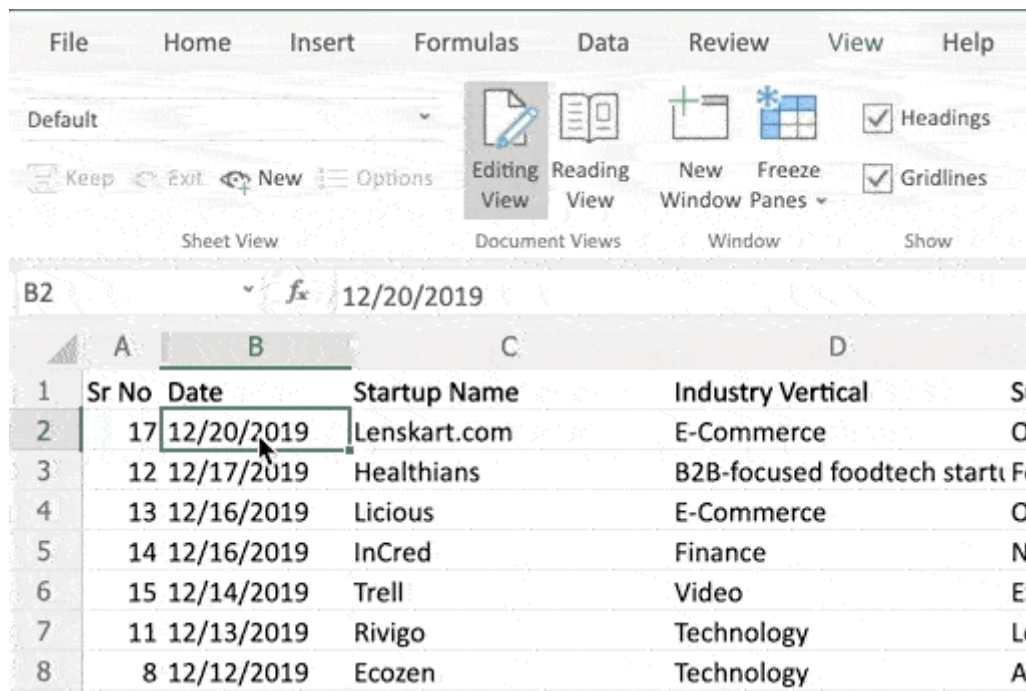 File Home Insert Formulas Data Review View Help
Default
Headings
Keep Exit New Options
Editing View
Reading View
New Window
Freeze Panes
Gridlines
Sheet View Document Views Window Show
B2 fx 12/20/2019
A B C D
1 Sr No Date Startup Name Industry Vertical
2 17 12/20/2019 Lenskart.com E-Commerce
3 12 12/17/2019 Healthians B2B-focused foodtech startu
4 13 12/16/2019 Licious E-Commerce
5 14 12/16/2019 InCred Finance
6 15 12/14/2019 Trell Video
7 11 12/13/2019 Rivigo Technology
8 8 12/12/2019 Ecozen Technology